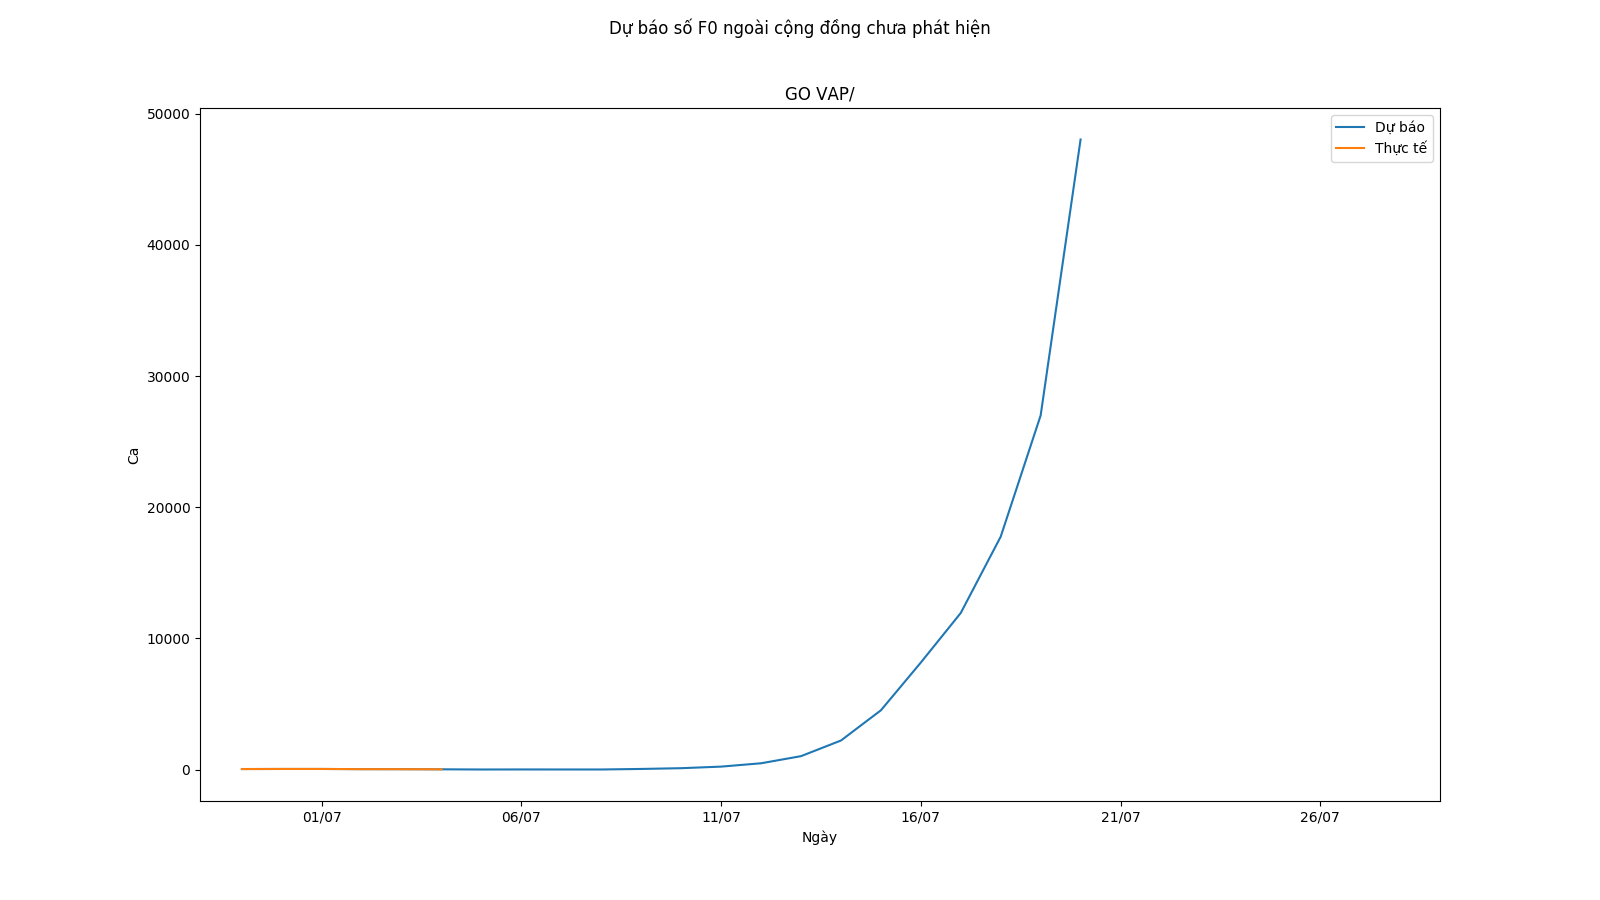 Dự báo số F0 ngoài cộng đồng chưa phát hiện
GO VAP/
50000
40000
30000
20000
10000
0
Ca
Dự báo
Thực tế
01/07
06/07
11/07
16/07
21/07
26/07
Ngày